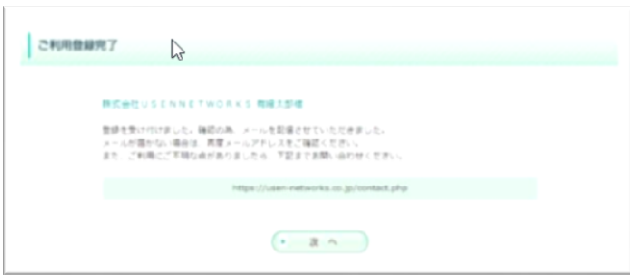 ご利用登録完了
株式会社ＵＳＥＮＮＥＴＷＯＲＫＳ 有線太郎様
登録を受け付けました。確認の為、メールを配信させていただきました。
メールが届かない場合は、再度メールアドレスをご確認ください。
また、ご利用にご不明な点がありましたら、下記までお問い合わせください。
https://usen-networks.co.jp/contact.php
次 へ